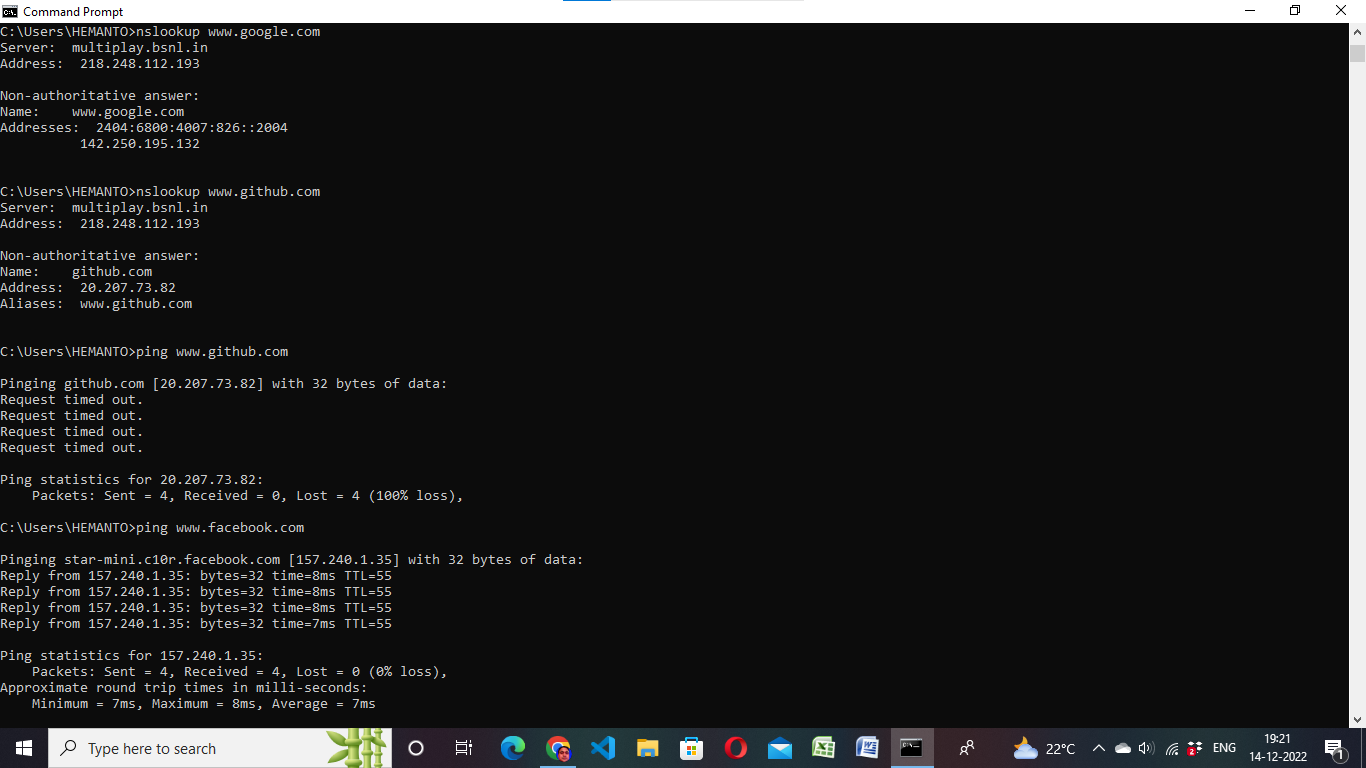 Command Prompt
C:\Users\HEMANTO>nslookup www.google.com
Server:  multiplay.bsnl.in
Address:  218.248.112.193
Non-authoritative answer:
Name:    www.google.com
Addresses:  2404:6800:4007:826::2004
          142.250.195.132
C:\Users\HEMANTO>nslookup www.github.com
Server:  multiplay.bsnl.in
Address:  218.248.112.193
Non-authoritative answer:
Name:    github.com
Address:  20.207.73.82
Aliases:  www.github.com
C:\Users\HEMANTO>ping www.github.com
Pinging github.com [20.207.73.82] with 32 bytes of data:
Request timed out.
Request timed out.
Request timed out.
Request timed out.
Ping statistics for 20.207.73.82:
    Packets: Sent = 4, Received = 0, Lost = 4 (100% loss),
C:\Users\HEMANTO>ping www.facebook.com
Pinging star-mini.c10r.facebook.com [157.240.1.35] with 32 bytes of data:
Reply from 157.240.1.35: bytes=32 time=8ms TTL=55
Reply from 157.240.1.35: bytes=32 time=8ms TTL=55
Reply from 157.240.1.35: bytes=32 time=8ms TTL=55
Reply from 157.240.1.35: bytes=32 time=7ms TTL=55
Ping statistics for 157.240.1.35:
    Packets: Sent = 4, Received = 4, Lost = 0 (0% loss),
Approximate round trip times in milli-seconds:
    Minimum = 7ms, Maximum = 8ms, Average = 7ms
Type here to search
22°C
ENG
19:21
14-12-2022
1